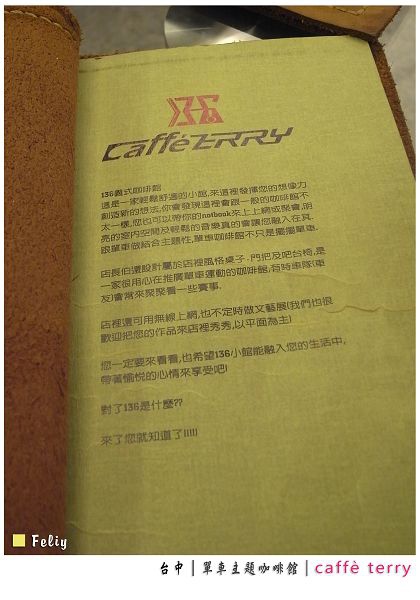 136
CaffèTERRY
136義式咖啡館
這是一家輕鬆舒適的小館,來這裡發揮您的想像力
創造新的想法,你會發現這裡會跟一般的咖啡館不
太一樣,您也可以帶你的notbook來上上網或聚會,明
亮的室內空間及輕鬆的音樂真的會讓您融入在其.
跟單車做結合主題性,單車咖啡館不只是擺擺單車.
店長伯還設計屬於店裡風格桌子.門把及吧台椅,是
一家很用心在推廣單車運動的咖啡館,有時車隊(車
友)會常來聚聚看一些賽事.
店裡還可用無線上網,也不定時做文藝展(我們也很
歡迎把您的作品來店裡秀秀,以平面為主)
您一定要來看看,也希望136小館能融入您的生活中,
帶著愉悅的心情來享受吧!
對了136是什麼??
來了您就知道了!!!!!
Feliy
台中│單車主題咖啡館│caffè terry